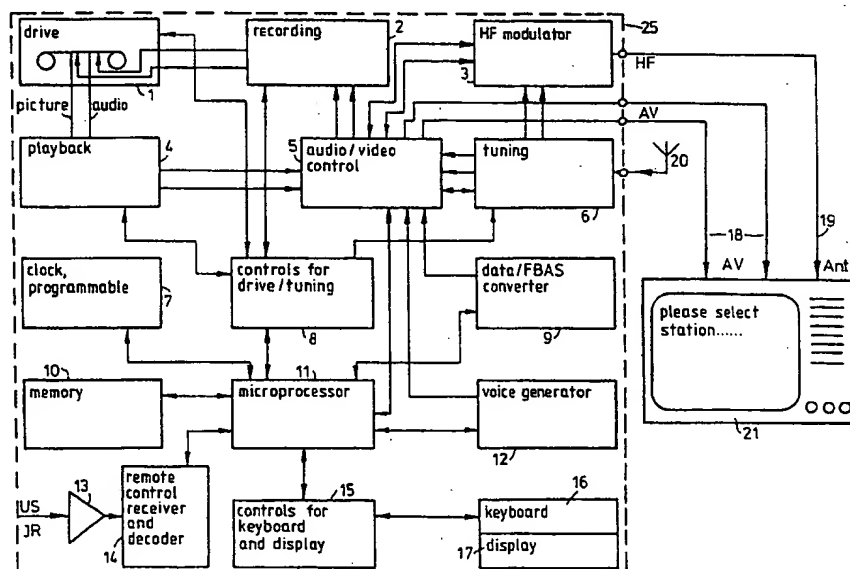 drive
1
picture
audio
recording
2
HF modulator
3
25
HF
AV
playback
4
5
audio/video
control
tuning
6
20
clock,
programmable
7
controls for
drive/tuning
8
data/FBAS
converter
9
18
19
AV
Ant
please select
station......
21
10
memory
11
microprocessor
voice generator
12
US
JR
13
remote
control
receiver
and
decoder
14
15
controls for
keyboard
and display
16
keyboard
17
display